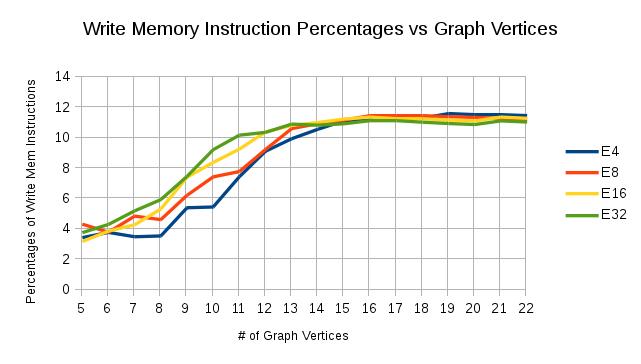 Write Memory Instruction Percentages vs Graph Vertices
Percentages of Write Mem Instructions
14
12
10
8
6
4
2
0
5 6 7 8 9 10 11 12 13 14 15 16 17 18 19 20 21 22
# of Graph Vertices
E4
E8
E16
E32